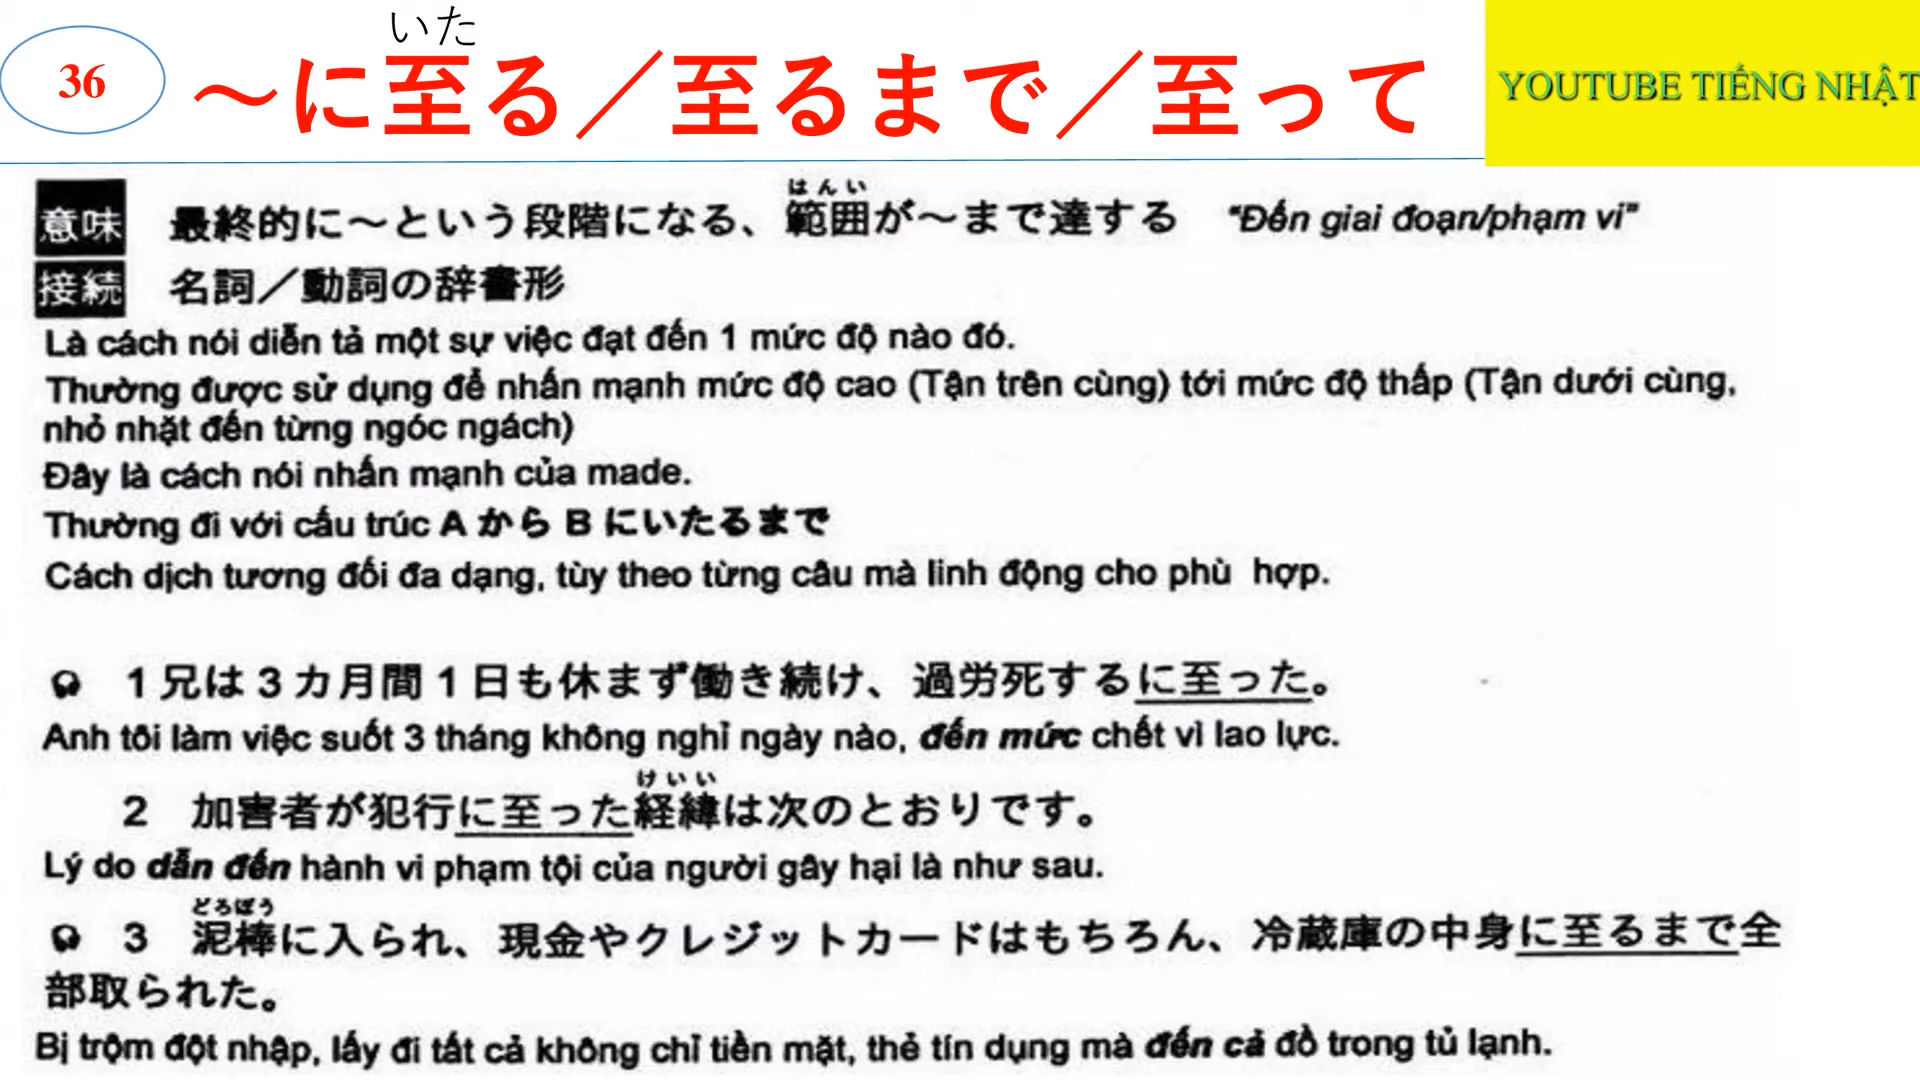 いた
36 ～に至る／至るまで／至って
YOUTUBE TIẾNG NHẬT
はんい
意味 最終的に～という段階になる、範囲が～まで達する “Đến giai đoạn/phạm vi”
接続 名詞／動詞の辞書形
Là cách nói diễn tả một sự việc đạt đến 1 mức độ nào đó.
Thường được sử dụng để nhấn mạnh mức độ cao (Tận trên cùng) tới mức độ thấp (Tận dưới cùng,
nhỏ nhặt đến từng ngóc ngách)
Đây là cách nói nhấn mạnh của made.
Thường đi với cấu trúc A から B にいたるまで
Cách dịch tương đối đa dạng, tùy theo từng câu mà linh động cho phù hợp.
1 兄は3カ月間1日も休まず働き続け、過労死するに至った。
Anh tôi làm việc suốt 3 tháng không nghỉ ngày nào, đến mức chết vì lao lực.
けいい
2 加害者が犯行に至った経緯は次のとおりです。
Lý do dẫn đến hành vi phạm tội của người gây hại là như sau.
どろぼう
3 泥棒に入られ、現金やクレジットカードはもちろん、冷蔵庫の中身に至るまで全
部取られた。
Bị trộm đột nhập, lấy đi tất cả không chỉ tiền mặt, thẻ tín dụng mà đến cả đồ trong tủ lạnh.